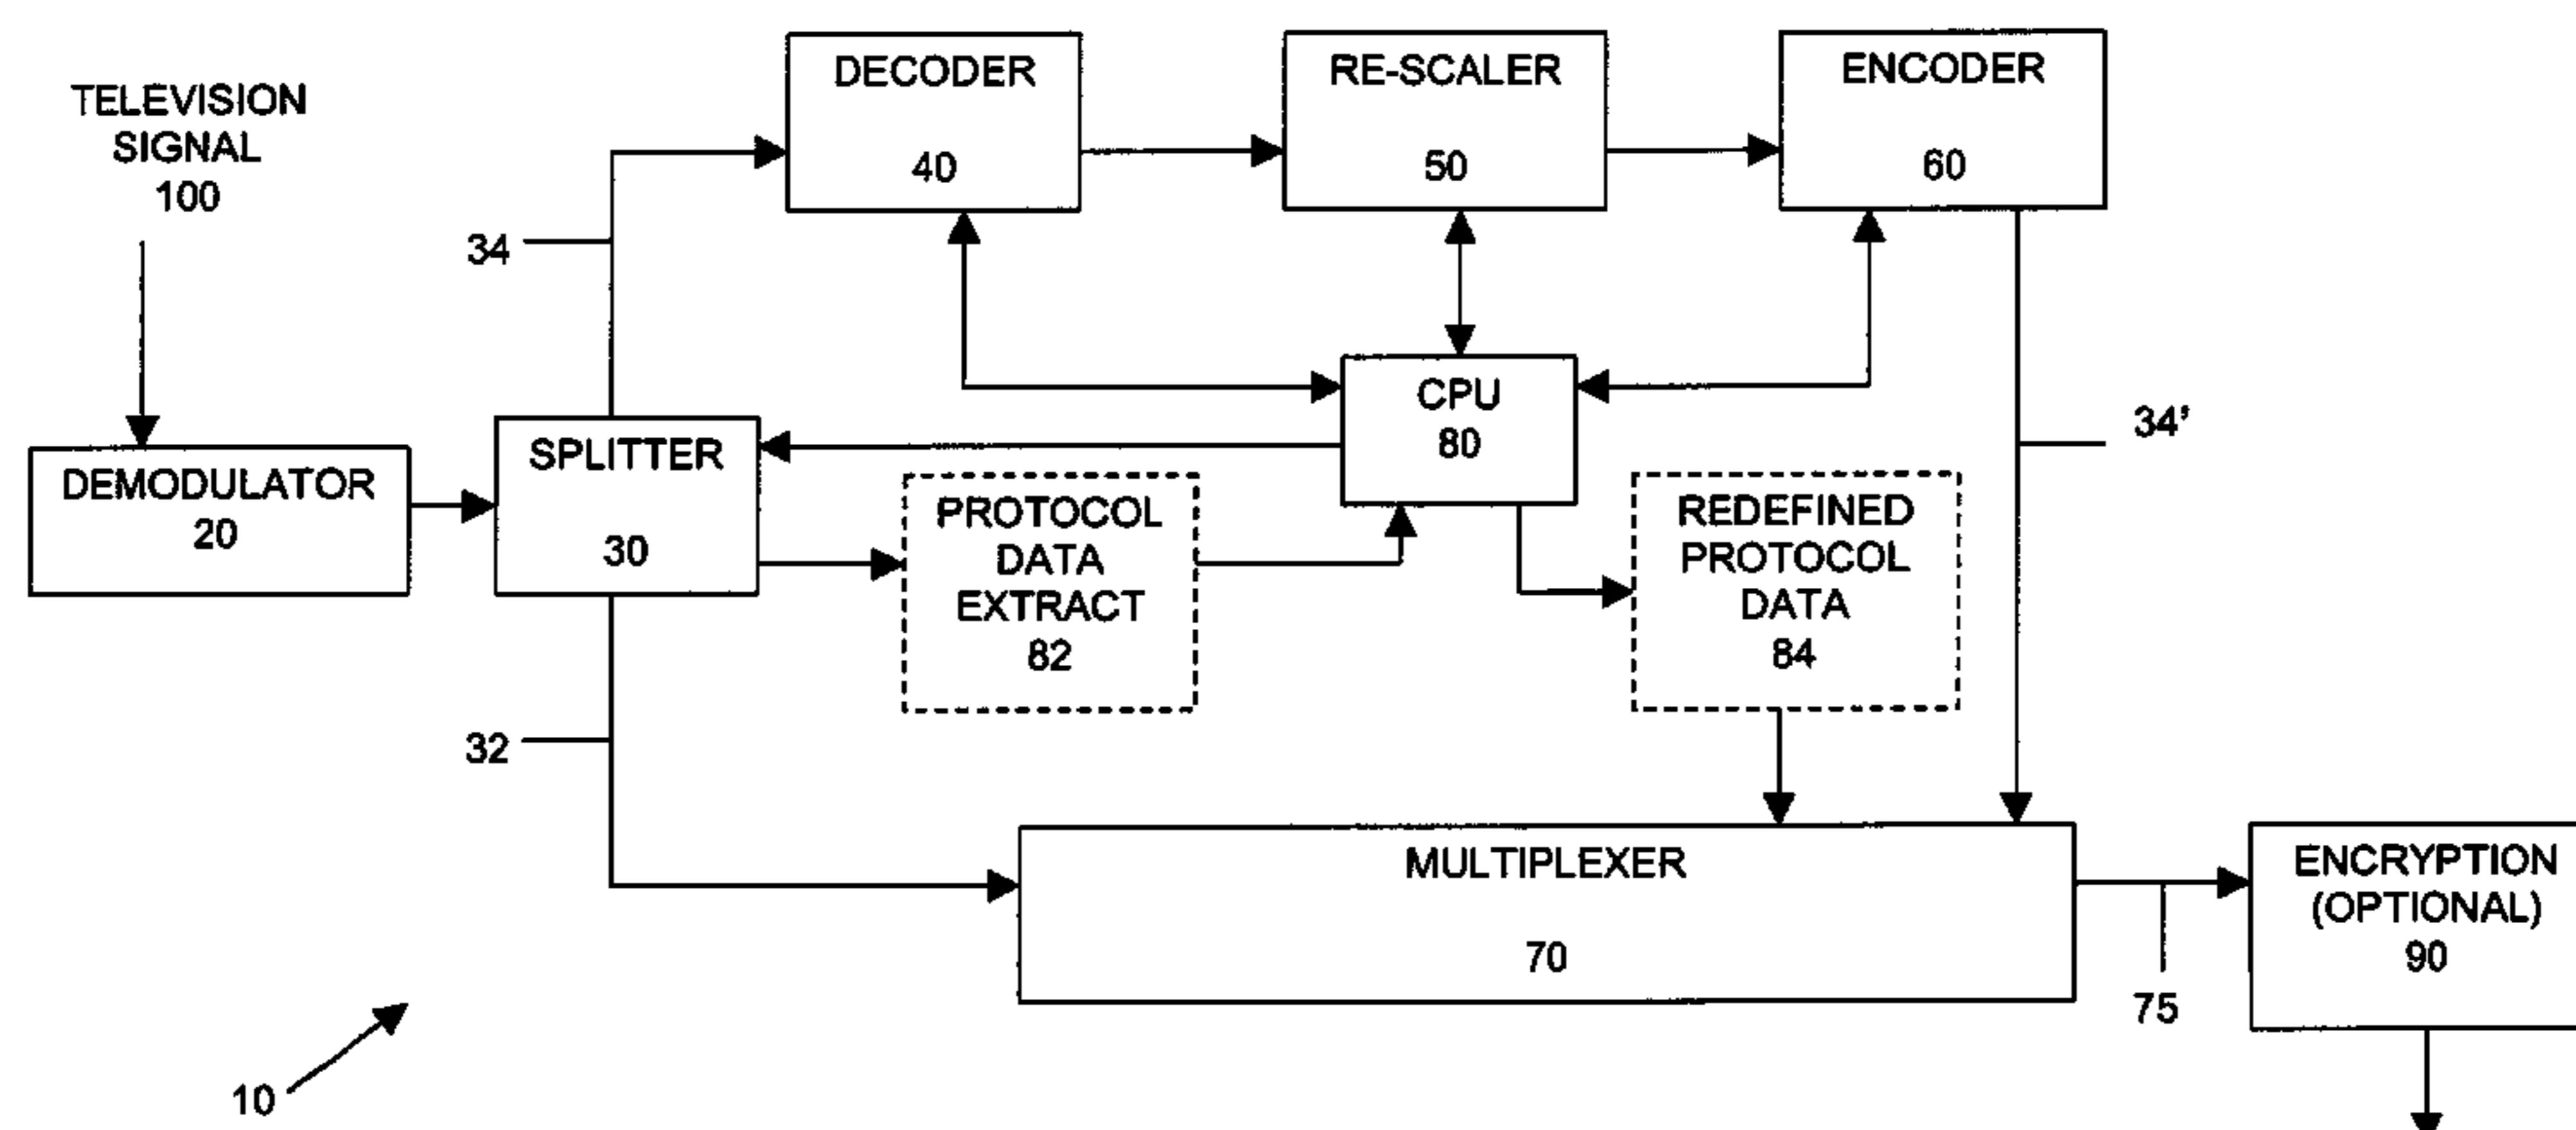 TELEVISION
SIGNAL
100
DECODER
40
RE-SCALER
50
ENCODER
60
34
CPU
80
34'
DEMODULATOR
20
SPLITTER
30
PROTOCOL
DATA
EXTRACT
82
REDEFINED
PROTOCOL
DATA
84
32
MULTIPLEXER
70
75
ENCRYPTION
(OPTIONAL)
90
10